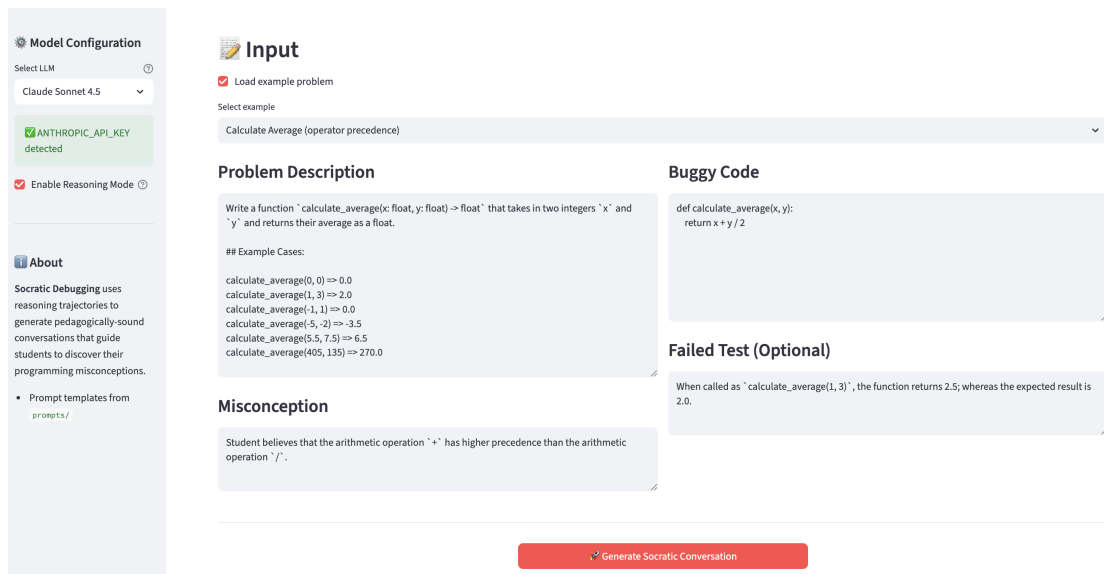 ⚙️ Model Configuration
Select LLM
Claude Sonnet 4.5
✅ ANTHROPIC_API_KEY
detected
Enable Reasoning Mode
ℹ️ About
Socratic Debugging uses
reasoning trajectories to
generate pedagogically-sound
conversations that guide
students to discover their
programming misconceptions.
• Prompt templates from
prompts/
📝 Input
Load example problem
Select example
Calculate Average (operator precedence)
Problem Description
Write a function `calculate_average(x: float, y: float) -> float` that takes in two integers `x` and
`y` and returns their average as a float.
## Example Cases:
calculate_average(0, 0) => 0.0
calculate_average(1, 3) => 2.0
calculate_average(-1, 1) => 0.0
calculate_average(-5, -2) => -3.5
calculate_average(5.5, 7.5) => 6.5
calculate_average(405, 135) => 270.0
Misconception
Student believes that the arithmetic operation `+` has higher precedence than the arithmetic
operation `/`.
Buggy Code
def calculate_average(x, y):
    return x + y / 2
Failed Test (Optional)
When called as `calculate_average(1, 3)`, the function returns 2.5; whereas the expected result is
2.0.
🚀 Generate Socratic Conversation